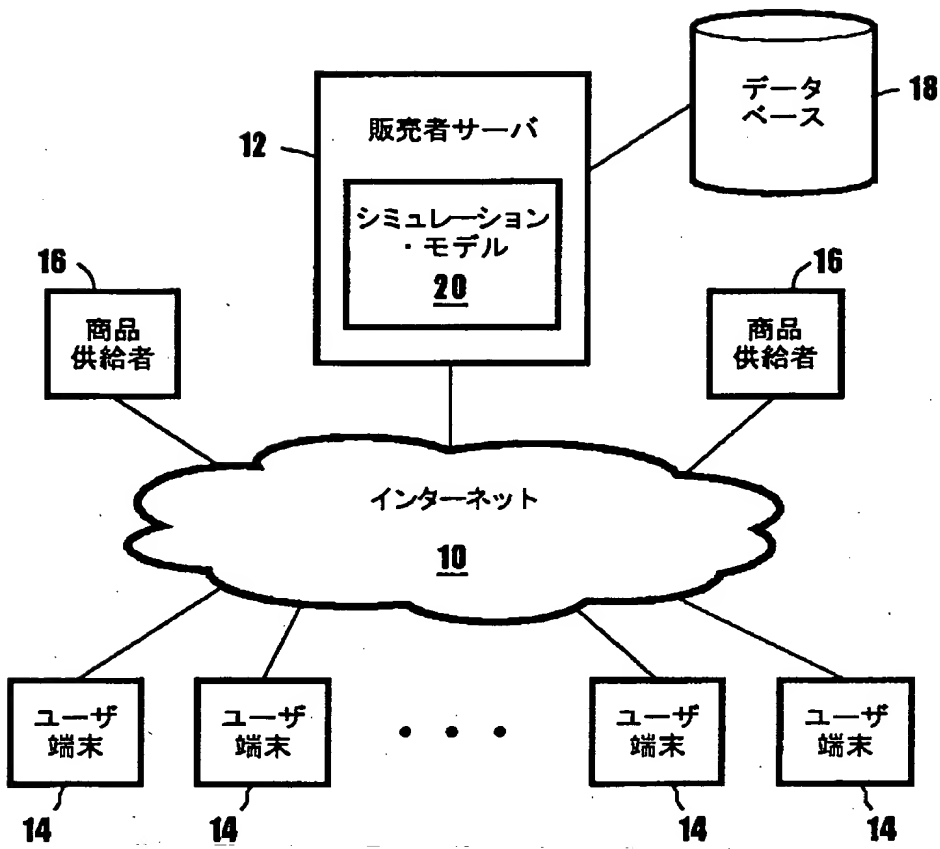 データ
ベース
18
12
販売者サーバ
シミュレーション
・モデル
20
16
商品
供給者
16
商品
供給者
インターネット
10
ユーザ
端末
14
ユーザ
端末
14
• • •
ユーザ
端末
14
ユーザ
端末
14